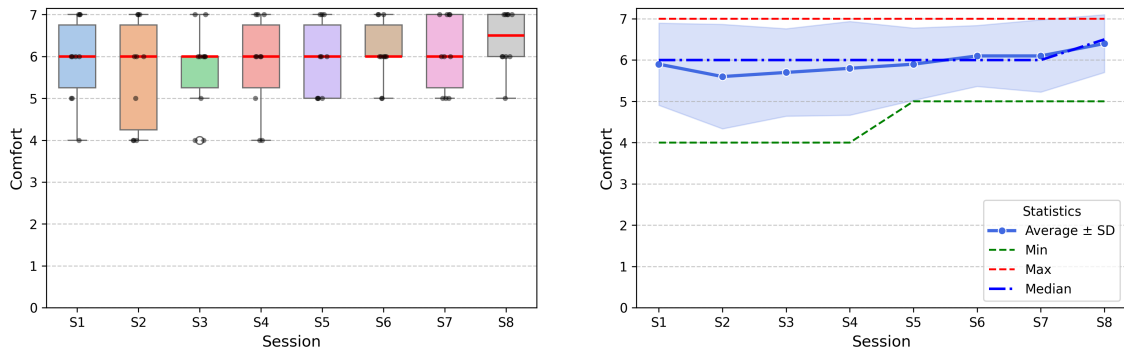 Comfort
7
6
5
4
3
2
1
0
S1 S2 S3 S4 S5 S6 S7 S8
Session
Comfort
7
6
5
4
3
2
1
0
Statistics
Average ± SD
Min
Max
Median
S1 S2 S3 S4 S5 S6 S7 S8
Session